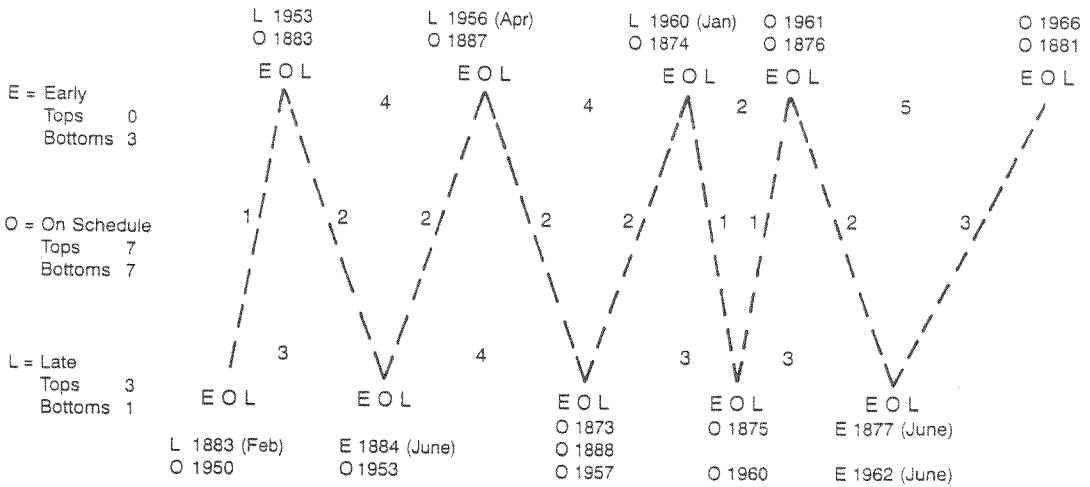 L 1953
O 1883
E O L
L 1956 (Apr)
O 1887
E O L
L 1960 (Jan)
O 1874
E O L
O 1961
O 1876
E O L
O 1966
O 1881
E O L
E = Early
Tops 0
Bottoms 3
4
4
2
5
O = On Schedule
Tops 7
Bottoms 7
1
2
2
2
2
1
1
2
3
L = Late
Tops 3
Bottoms 1
3
4
3
3
E O L
L 1883 (Feb)
O 1950
E O L
E 1884 (June)
O 1953
E O L
O 1873
O 1888
O 1957
E O L
O 1875
O 1960
E O L
E 1877 (June)
E 1962 (June)